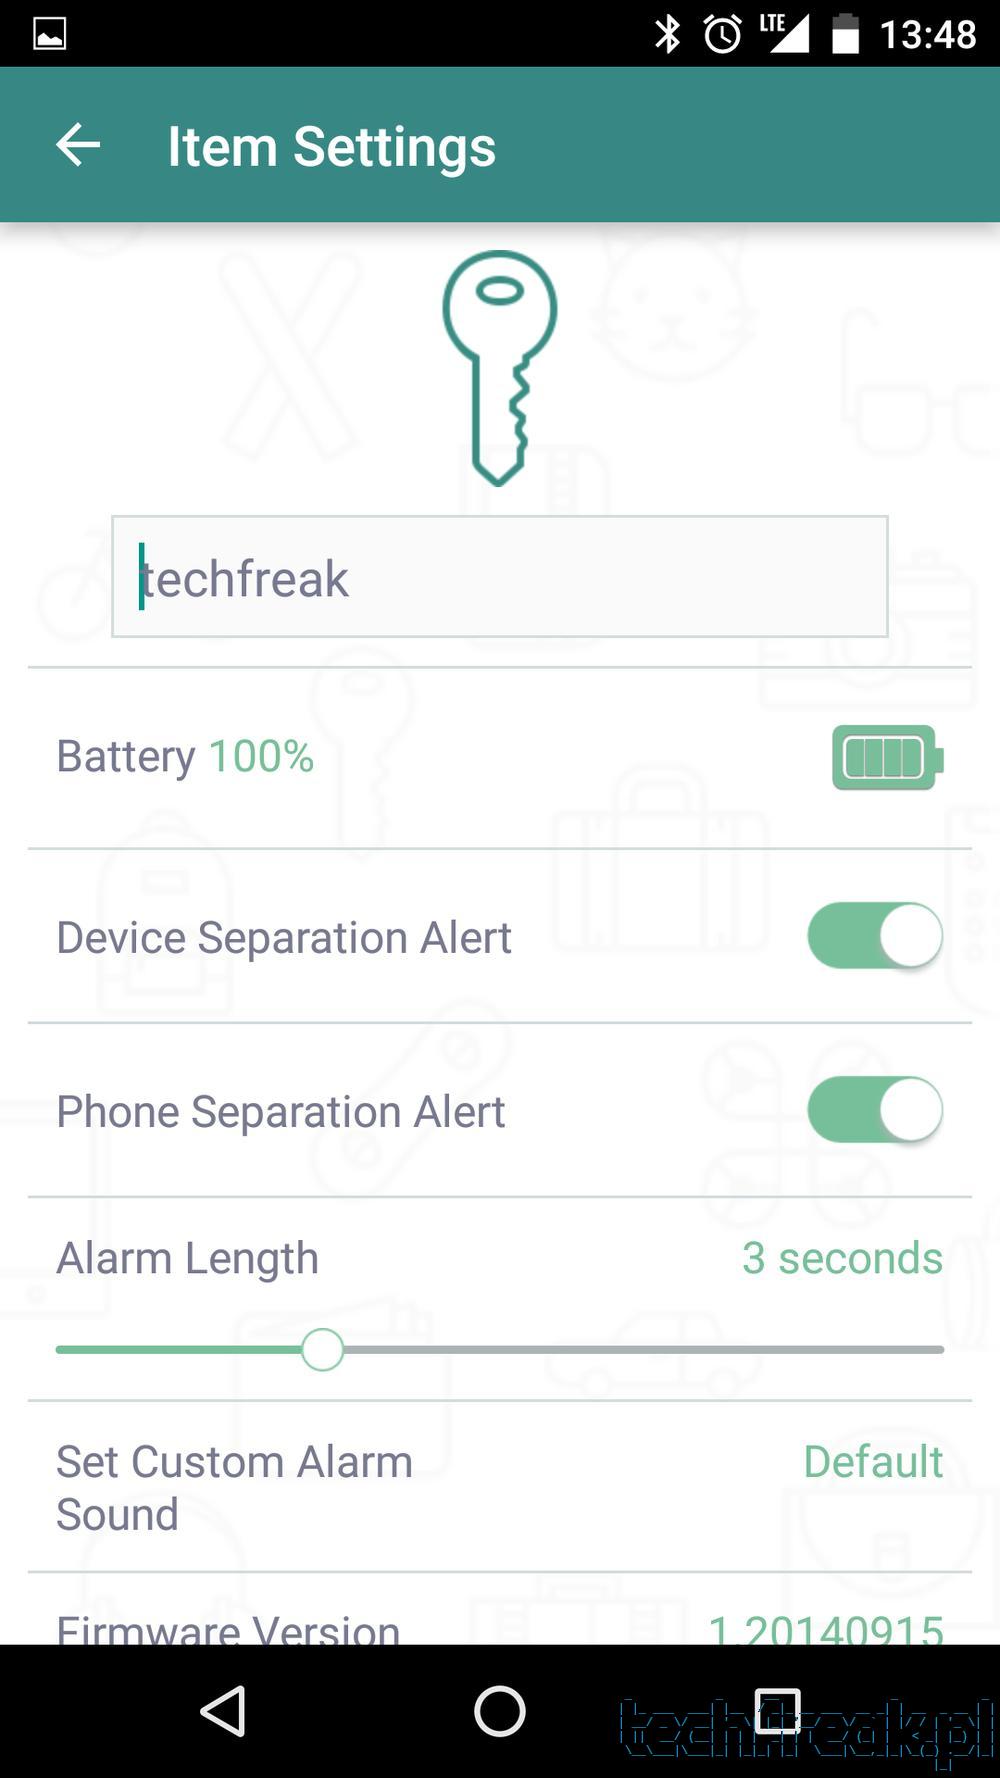 LTE 13:48
Item Settings
techfreak
Battery 100%
Device Separation Alert
Phone Separation Alert
Alarm Length 3 seconds
Set Custom Alarm Default
Sound
Firmware Version 1.20140915
techfreak.pl